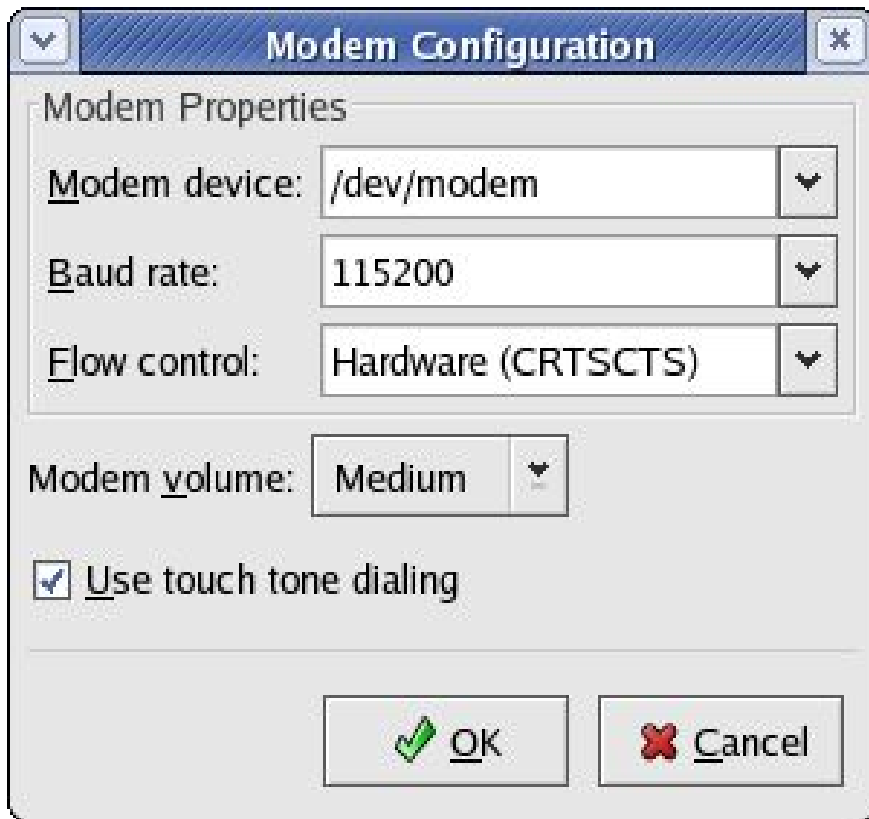 Modem Configuration
Modem Properties
Modem device: /dev/modem
Baud rate: 115200
Flow control: Hardware (CRTSCTS)
Modem volume: Medium
Use touch tone dialing
OK Cancel